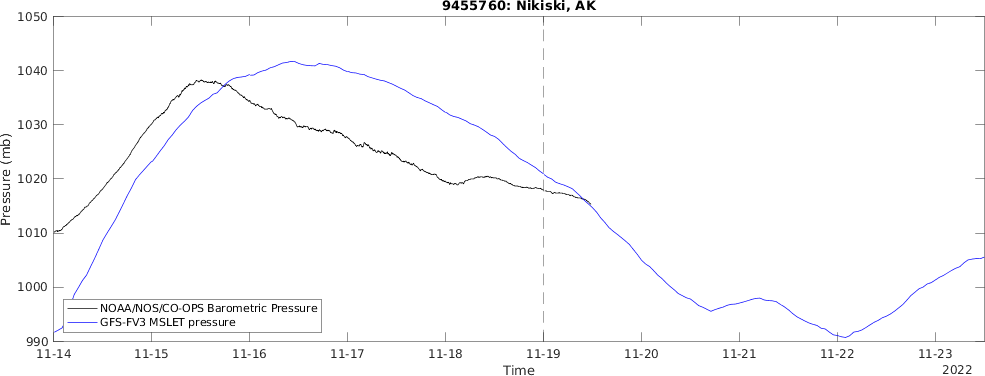 9455760: Nikiski, AK
Pressure (mb)
1050
1040
1030
1020
1010
1000
990
NOAA/NOS/CO-OPS Barometric Pressure
GFS-FV3 MSLET pressure
11-14 11-15 11-16 11-17 11-18 11-19 11-20 11-21 11-22 11-23
Time
2022